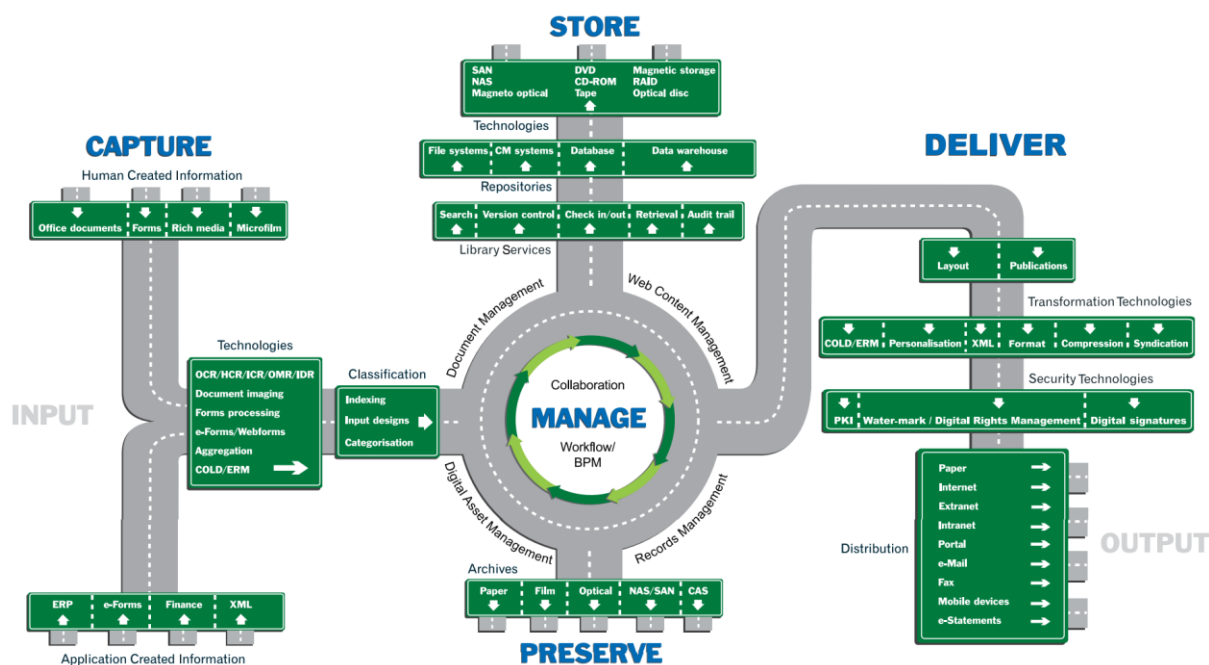 STORE
SAN
NAS
Magneto optical
DVD
CD-ROM
Tape
Magnetic storage
RAID
Optical disc
Technologies
File systems
CM systems
Database
Data warehouse
Repositories
Search
Version control
Check in/out
Retrieval
Audit trail
Library Services
CAPTURE
Human Created Information
Office documents
Forms
Rich media
Microfilm
INPUT
Technologies
OCR/HCR/ICR/OMR/IDR
Document imaging
Forms processing
e-Forms/Webforms
Aggregation
COLD/ERM
Classification
Indexing
Input designs
Categorisation
ERP
e-Forms
Finance
XML
Application Created Information
Document Management
Web Content Management
Collaboration
MANAGE
Workflow/
BPM
Digital Asset Management
Records Management
Archives
Paper
Film
Optical
NAS/SAN
CAS
PRESERVE
DELIVER
Layout
Publications
Transformation Technologies
COLD/ERM
Personalisation
XML
Format
Compression
Syndication
Security Technologies
PKI
Water-mark / Digital Rights Management
Digital signatures
Distribution
Paper
Internet
Extranet
Intranet
Portal
e-Mail
Fax
Mobile devices
e-Statements
OUTPUT